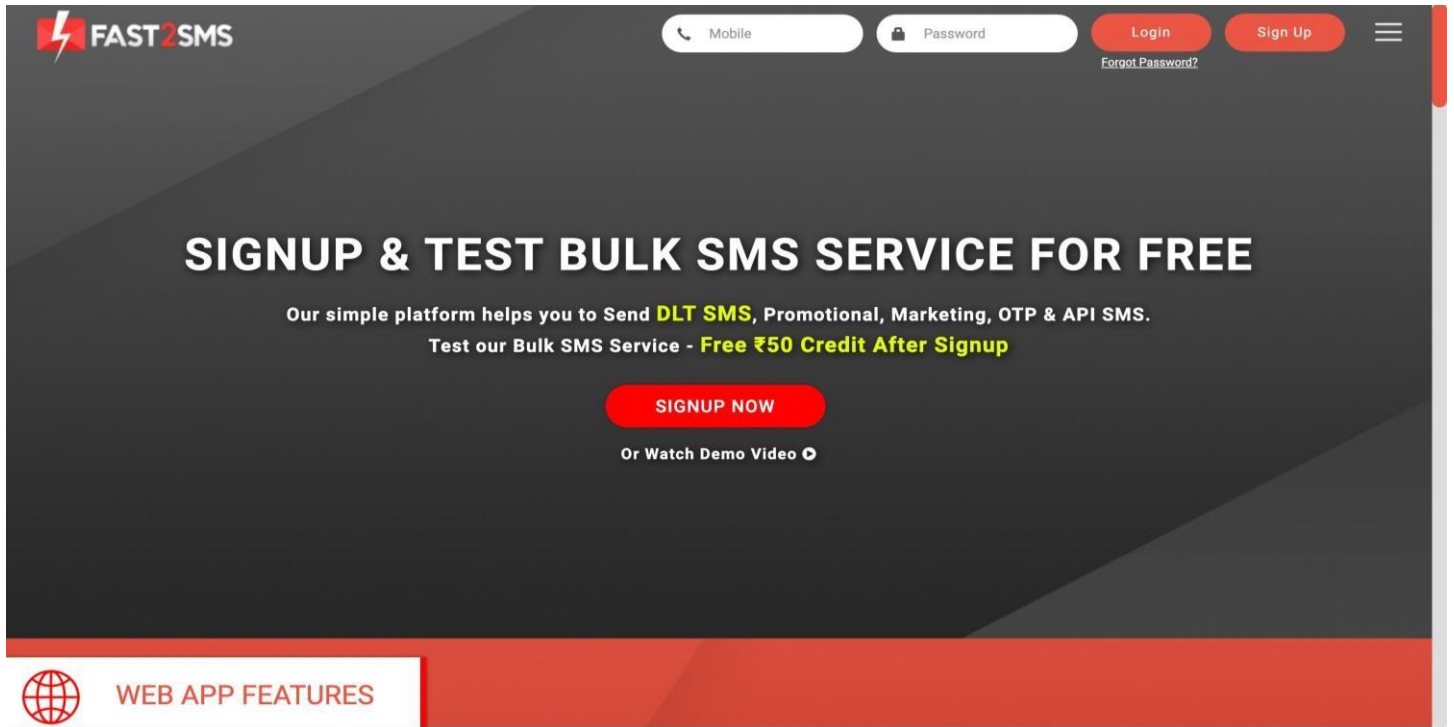 FAST2SMS
Mobile
Password
Login
Sign Up
Forgot Password?
SIGNUP & TEST BULK SMS SERVICE FOR FREE
Our simple platform helps you to Send DLT SMS, Promotional, Marketing, OTP & API SMS.
Test our Bulk SMS Service - Free ₹50 Credit After Signup
SIGNUP NOW
Or Watch Demo Video
WEB APP FEATURES